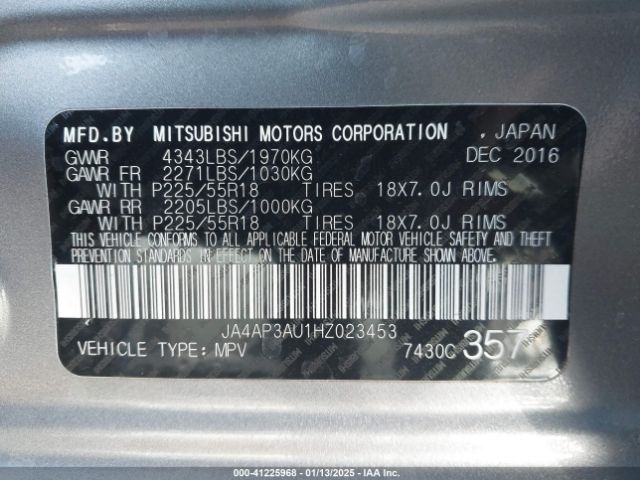 MFD.BY MITSUBISHI MOTORS CORPORATION , JAPAN
GVWR 4343LBS/1970KG DEC 2016
GAWR FR 2271LBS/1030KG
WITH P225/55R18 TIRES 18X7.0J RIMS
GAWR RR 2205LBS/1000KG
WITH P225/55R18 TIRES 18X7.0J RIMS
THIS VEHICLE CONFORMS TO ALL APPLICABLE FEDERAL MOTOR VEHICLE SAFETY AND THEFT
PREVENTION STANDARDS IN EFFECT ON THE DATE OF MANUFACTURE SHOWN ABOVE.
JA4AP3AU1HZ023453
VEHICLE TYPE: MPV 7430C 357
000-41225968 - 01/13/2025 - IAA Inc.